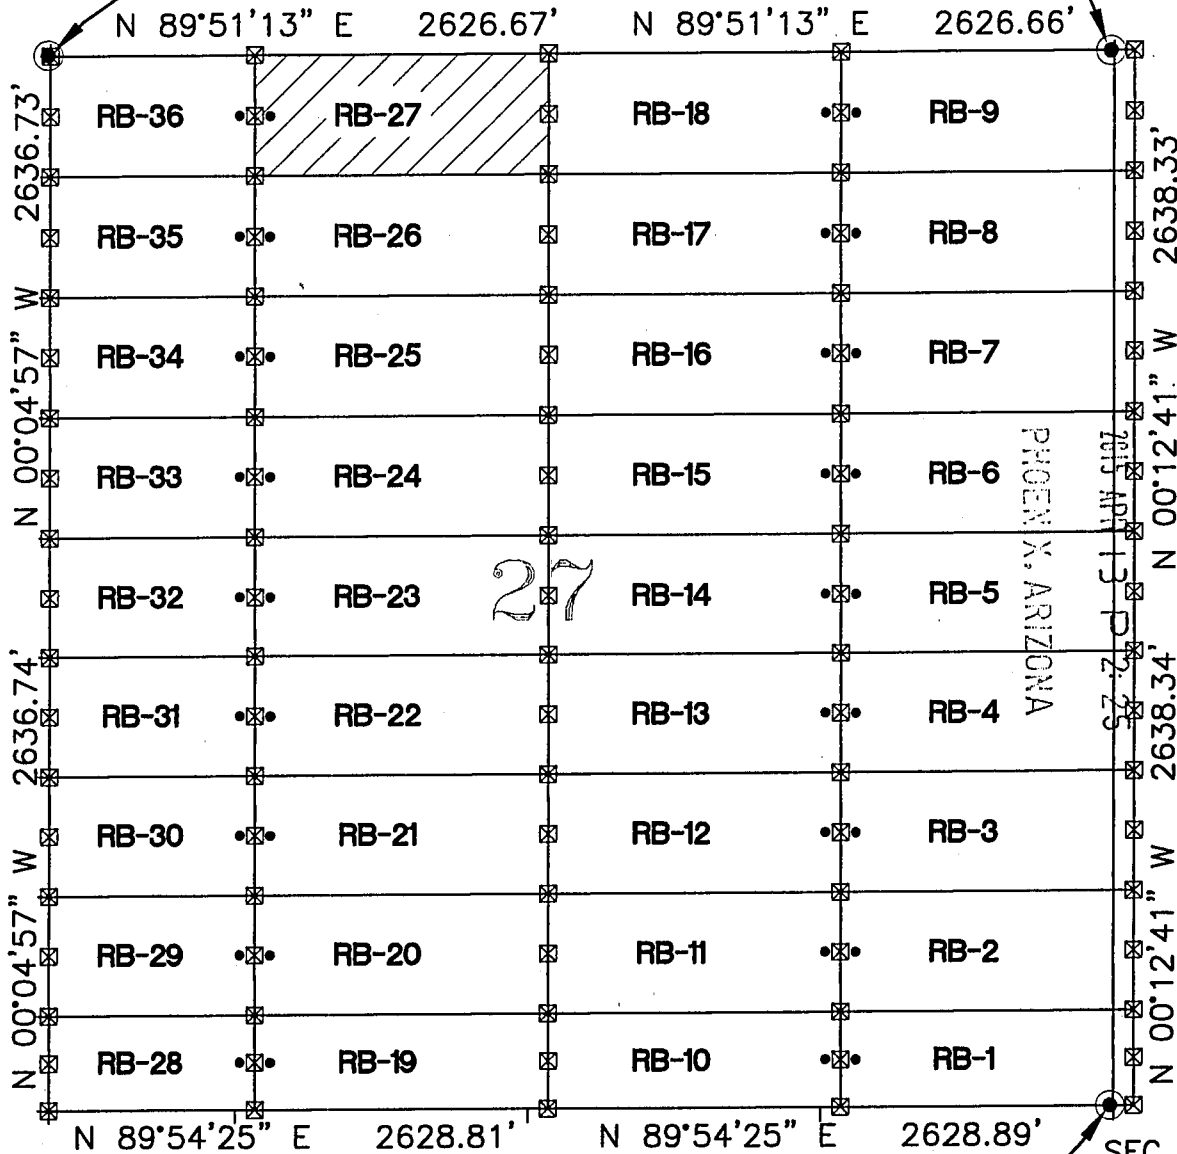 N 89°51'13" E 2626.67' N 89°51'13" E 2626.66'
RB-36 RB-27 RB-18 RB-9
2636.73'
2638.33'
RB-35 RB-26 RB-17 RB-8
N 00°04'57" W
RB-34 RB-25 RB-16 RB-7
N 00°12'41" W
RB-33 RB-24 RB-15 RB-6
PHOENIX, ARIZONA
RB-32 RB-23 27 RB-14 RB-5
2636.74'
2638.34'
RB-31 RB-22 RB-13 RB-4
RB-30 RB-21 RB-12 RB-3
N 00°04'57" W
N 00°12'41" W
RB-29 RB-20 RB-11 RB-2
RB-28 RB-19 RB-10 RB-1
N 89°54'25" E 2628.81' N 89°54'25" E 2628.89'